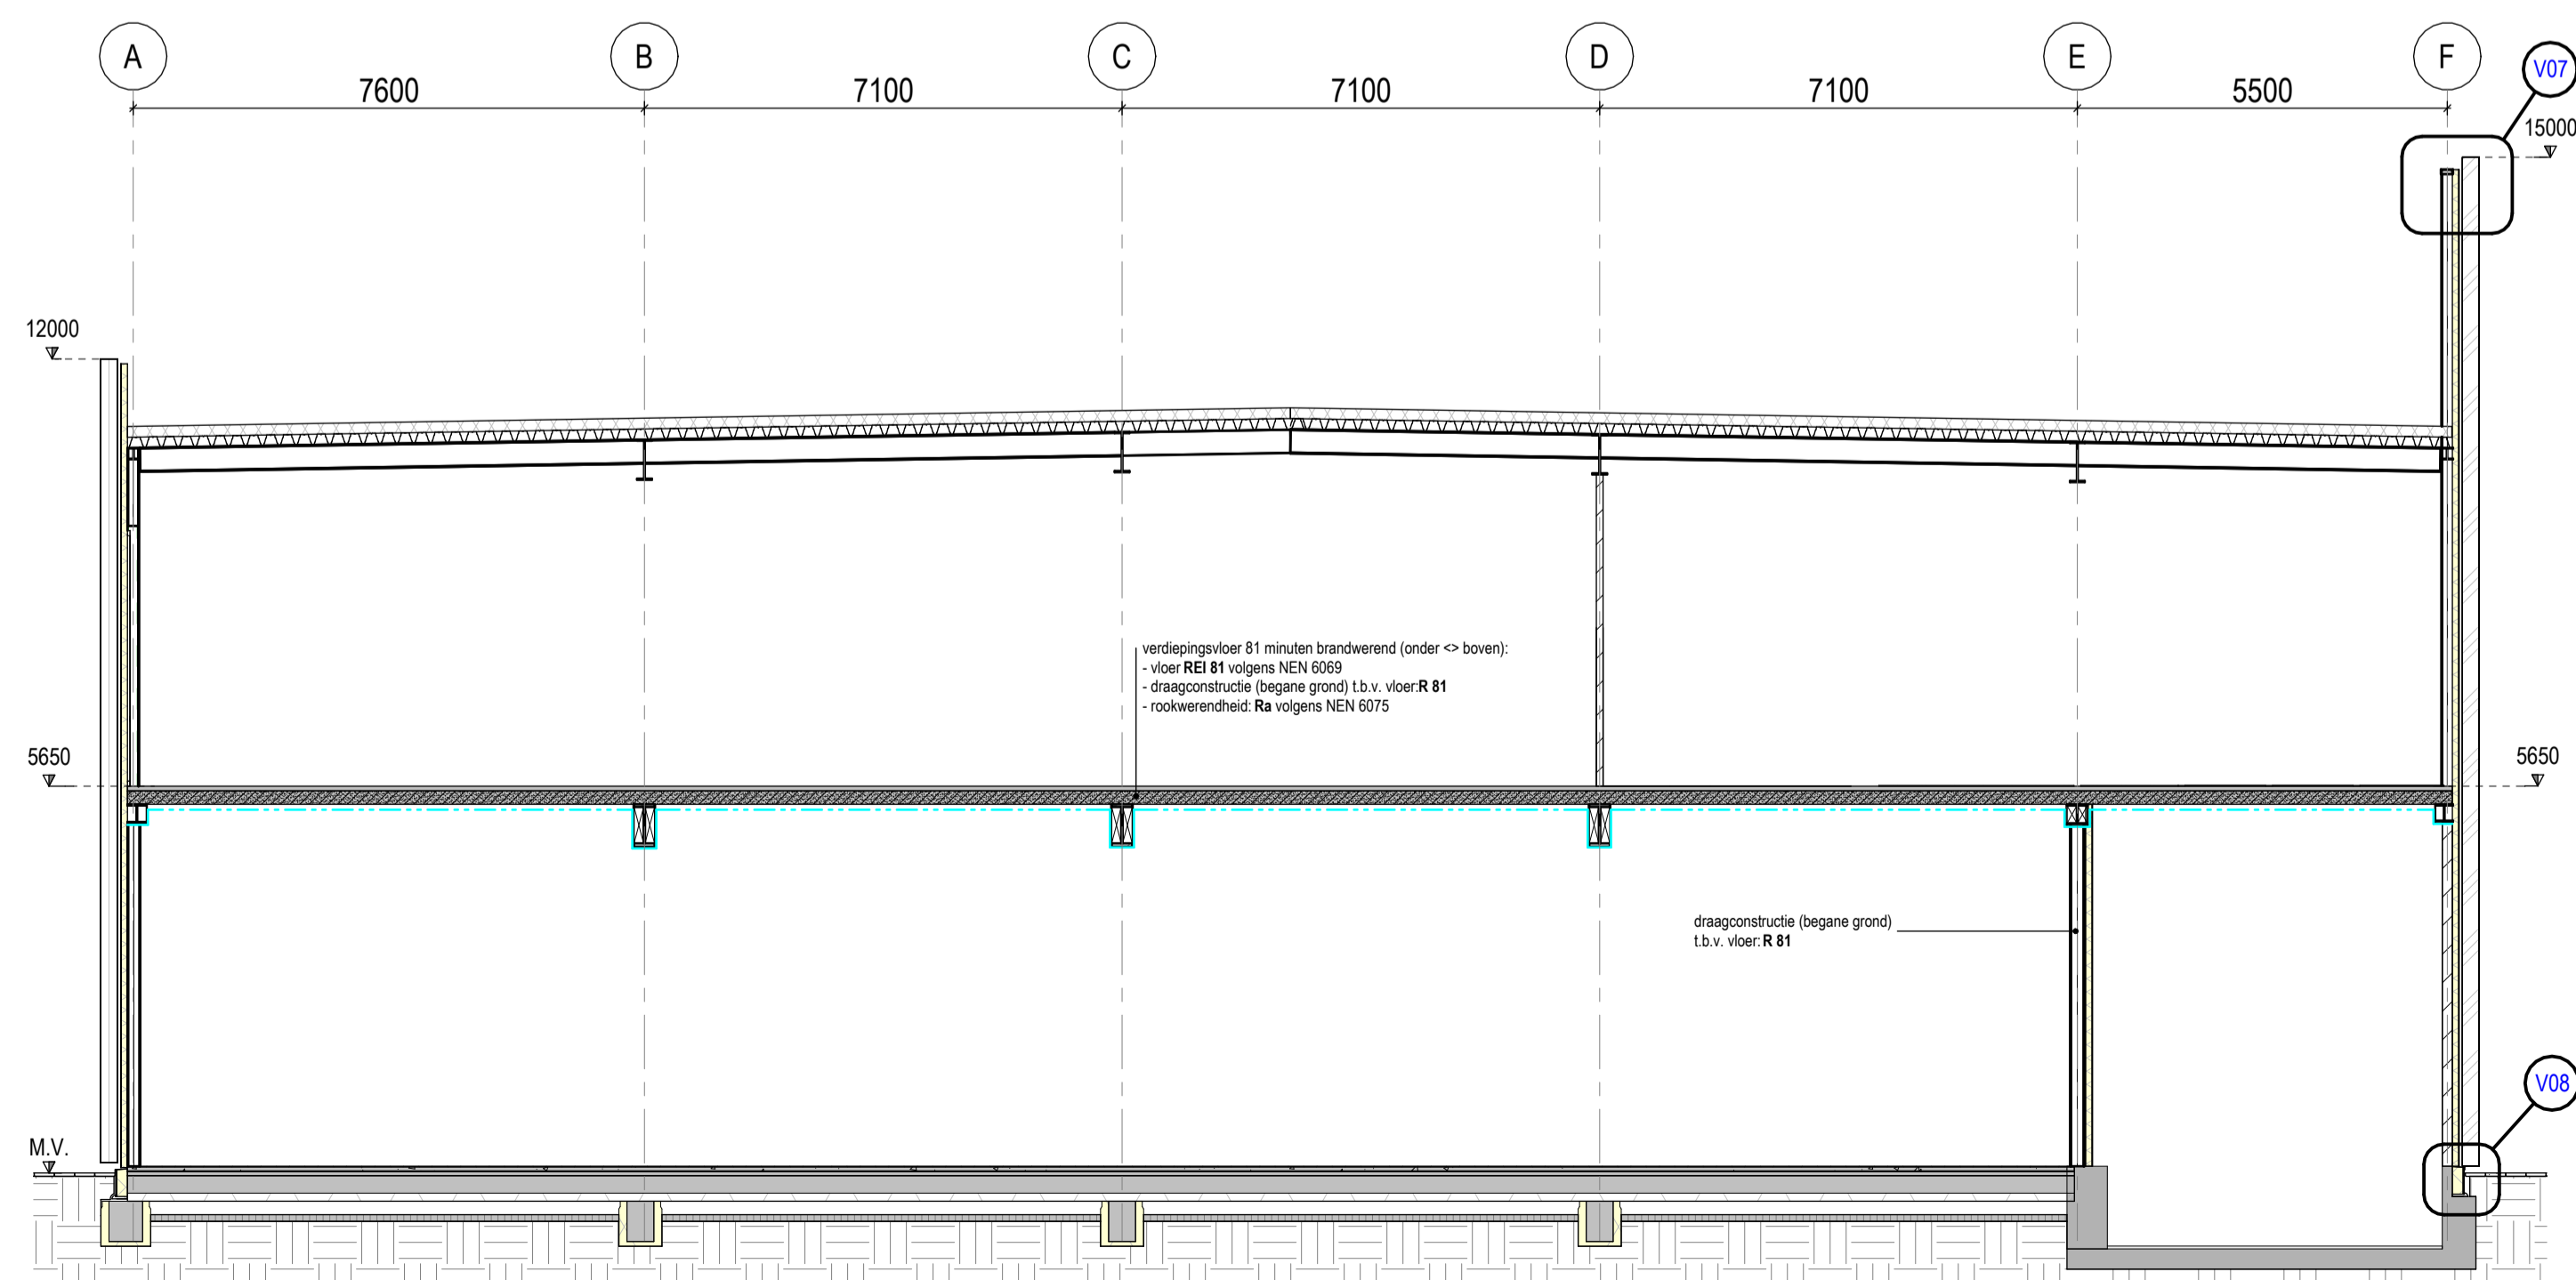 A B C D E F
V07
7600 7100 7100 7100 5500
15000
12000
verdiepingsvloer 81 minuten brandwerend (onder <> boven):
- vloer REI 81 volgens NEN 6069
- draagconstructie (begane grond) t.b.v. vloer:R 81
- rookwerendheid: Ra volgens NEN 6075
5650
5650
draagconstructie (begane grond)
t.b.v. vloer: R 81
V08
M.V.